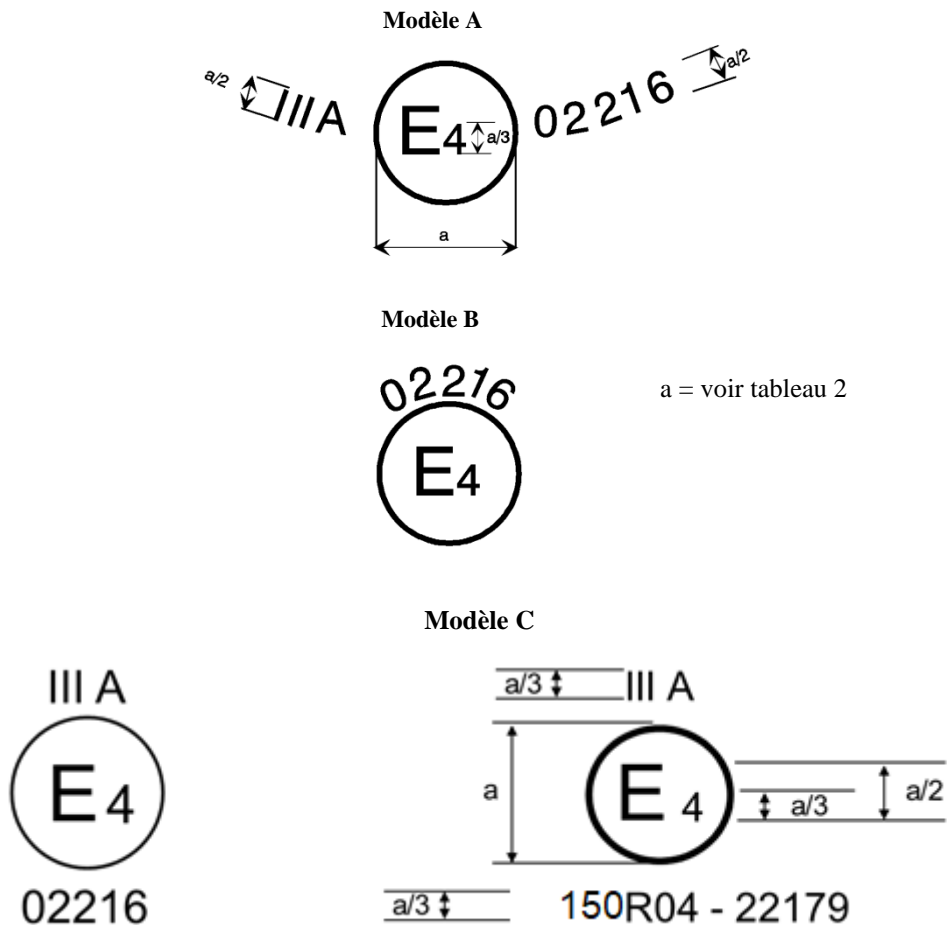 Modèle A
a/2 IIIA E4 a/3 02216 a/2
a
Modèle B
02216
E4
a = voir tableau 2
Modèle C
III A
E4
02216
a/3 III A
a E 4 a/3 a/2
a/3 150R04 - 22179